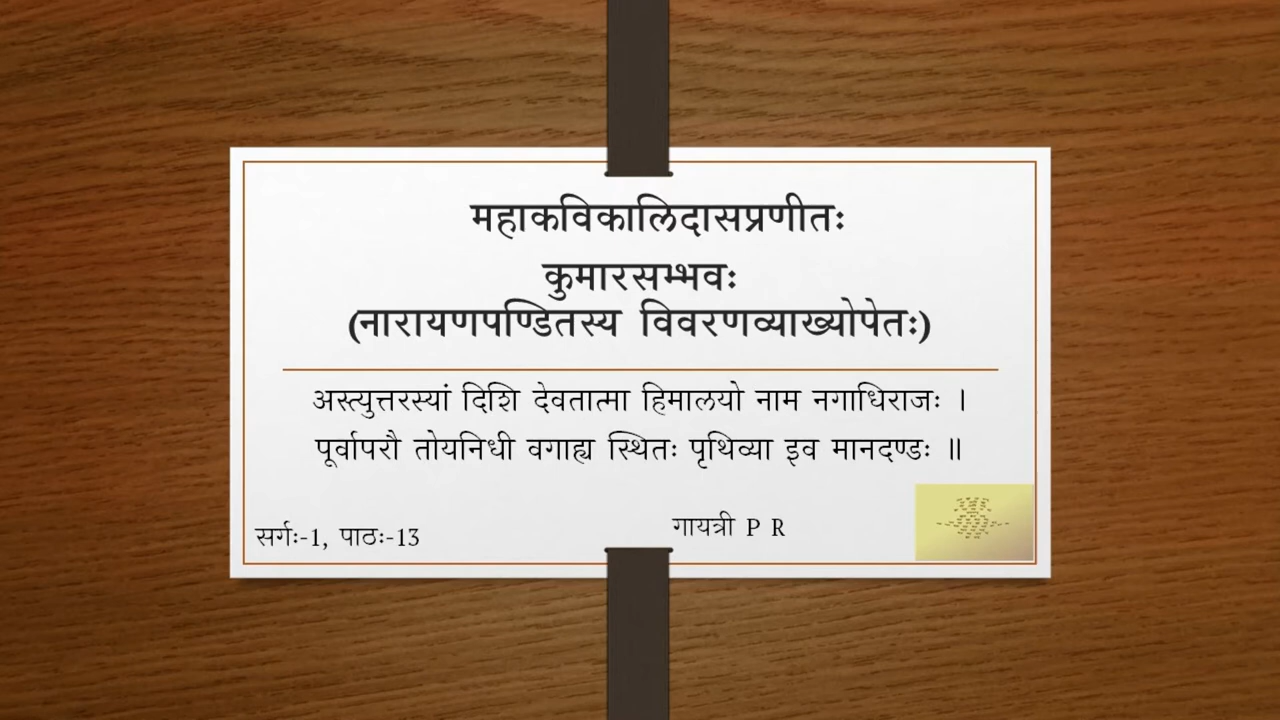 महाकविकालिदासप्रणीतः
कुमारसम्भवः
(नारायणपण्डितस्य विवरणव्याख्योपेतः)
अस्त्युत्तरस्यां दिशि देवतात्मा हिमालयो नाम नगाधिराजः ।
पूर्वापरौ तोयनिधी वगाह्य स्थितः पृथिव्या इव मानदण्डः ॥
सर्गः-1, पाठः-13
गायत्री P R